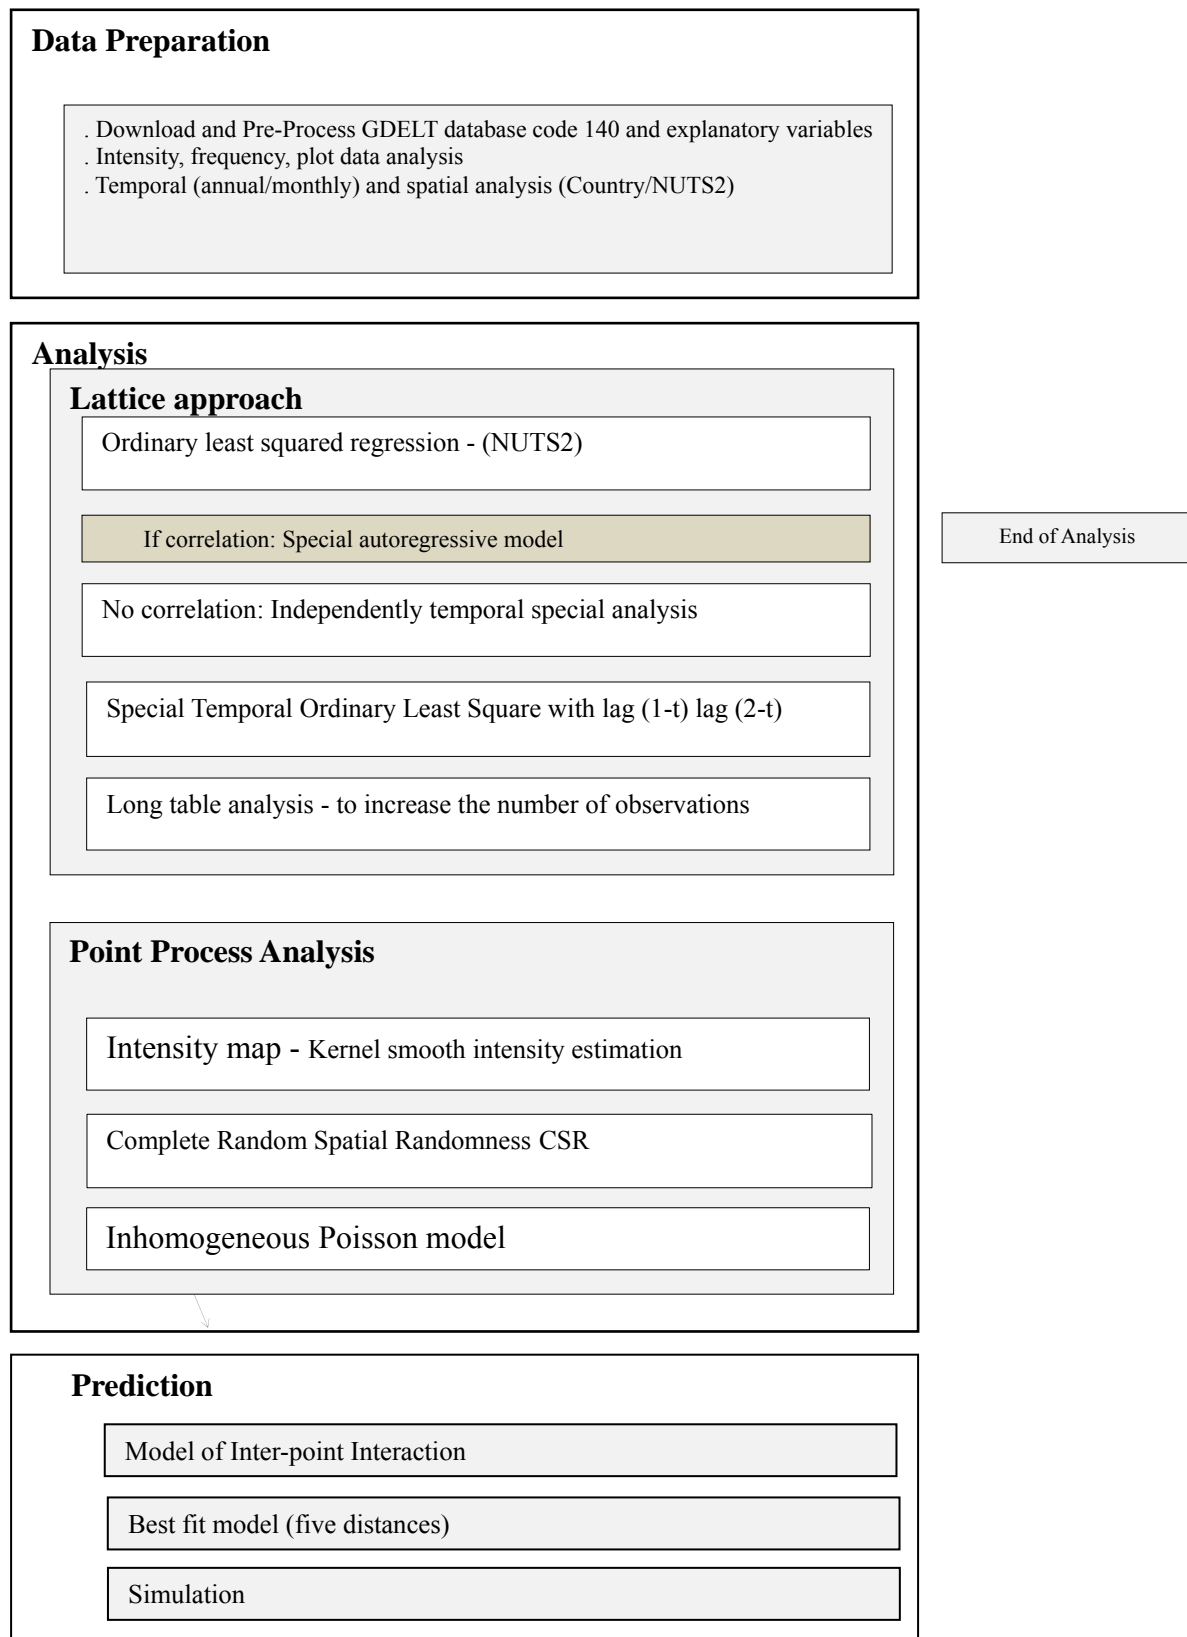 Data Preparation
. Download and Pre-Process GDELT database code 140 and explanatory variables
. Intensity, frequency, plot data analysis
. Temporal (annual/monthly) and spatial analysis (Country/NUTS2)
Analysis
Lattice approach
Ordinary least squared regression - (NUTS2)
If correlation: Special autoregressive model
End of Analysis
No correlation: Independently temporal special analysis
Special Temporal Ordinary Least Square with lag (1-t) lag (2-t)
Long table analysis - to increase the number of observations
Point Process Analysis
Intensity map - Kernel smooth intensity estimation
Complete Random Spatial Randomness CSR
Inhomogeneous Poisson model
Prediction
Model of Inter-point Interaction
Best fit model (five distances)
Simulation